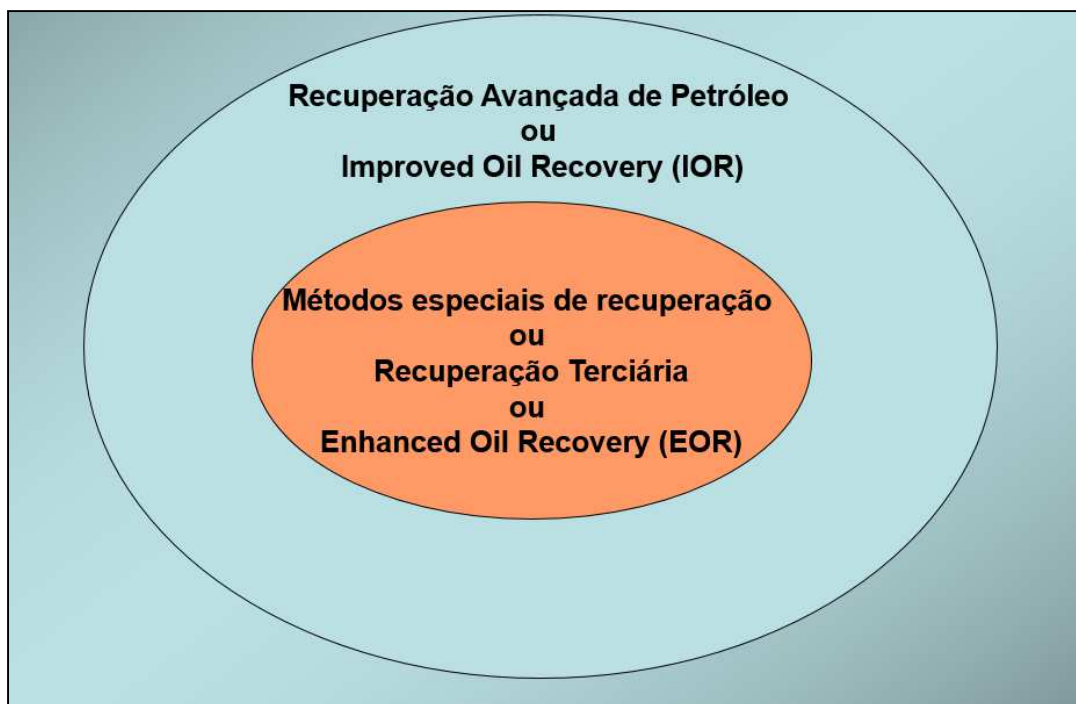 Recuperação Avançada de Petróleo
ou
Improved Oil Recovery (IOR)
Métodos especiais de recuperação
ou
Recuperação Terciária
ou
Enhanced Oil Recovery (EOR)